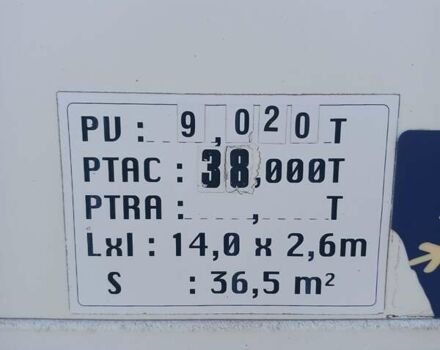 PV : 9,020 T
PTAC : 38,000T
PTRA : , T
Lxl : 14,0 x 2,6m
S : 36,5 m²